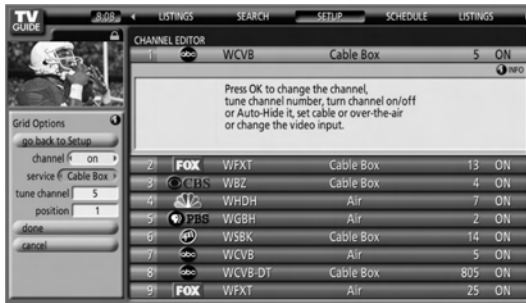 TV GUIDE
8:08
LISTINGS SEARCH SETUP SCHEDULE LISTINGS
CHANNEL EDITOR
1 abc WCVB Cable Box 5 ON
INFO
Press OK to change the channel,
tune channel number, turn channel on/off
or Auto-Hide it, set cable or over-the-air
or change the video input.
Grid Options
go back to Setup
channel on
service Cable Box
tune channel 5
position 1
done
cancel
2 FOX WFXT Cable Box 13 ON
3 CBS WBZ Cable Box 4 ON
4 WHDH Air 7 ON
5 PBS WGBH Air 2 ON
6 WSBK Cable Box 14 ON
7 abc WCVB Air 5 ON
8 abc WCVB-DT Cable Box 805 ON
9 FOX WFXT Air 25 ON